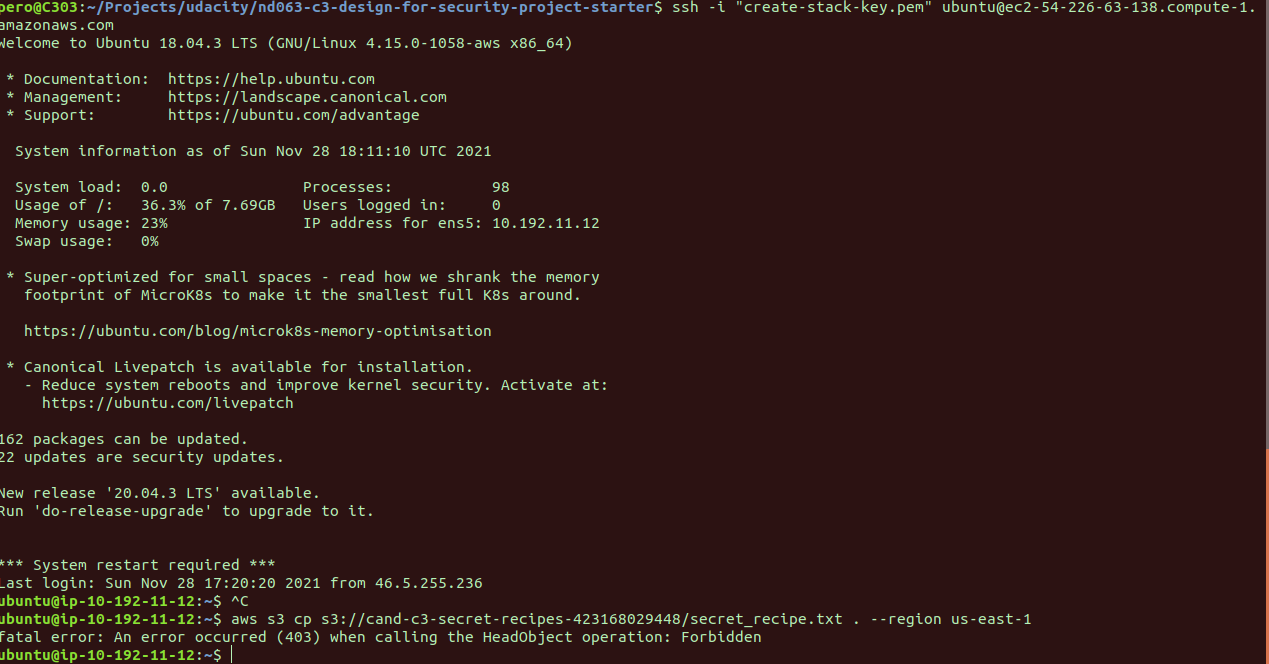 pero@C303:~/Projects/udacity/nd063-c3-design-for-security-project-starter$ ssh -i "create-stack-key.pem" ubuntu@ec2-54-226-63-138.compute-1.
amazonaws.com
Welcome to Ubuntu 18.04.3 LTS (GNU/Linux 4.15.0-1058-aws x86_64)
* Documentation:  https://help.ubuntu.com
* Management:     https://landscape.canonical.com
* Support:        https://ubuntu.com/advantage
System information as of Sun Nov 28 18:11:10 UTC 2021
System load:  0.0               Processes:           98
Usage of /:   36.3% of 7.69GB   Users logged in:     0
Memory usage: 23%               IP address for ens5: 10.192.11.12
Swap usage:   0%
* Super-optimized for small spaces - read how we shrank the memory
footprint of MicroK8s to make it the smallest full K8s around.
https://ubuntu.com/blog/microk8s-memory-optimisation
* Canonical Livepatch is available for installation.
- Reduce system reboots and improve kernel security. Activate at:
https://ubuntu.com/livepatch
162 packages can be updated.
22 updates are security updates.
New release '20.04.3 LTS' available.
Run 'do-release-upgrade' to upgrade to it.
*** System restart required ***
Last login: Sun Nov 28 17:20:20 2021 from 46.5.255.236
ubuntu@ip-10-192-11-12:~$ ^C
ubuntu@ip-10-192-11-12:~$ aws s3 cp s3://cand-c3-secret-recipes-423168029448/secret_recipe.txt . --region us-east-1
fatal error: An error occurred (403) when calling the HeadObject operation: Forbidden
ubuntu@ip-10-192-11-12:~$